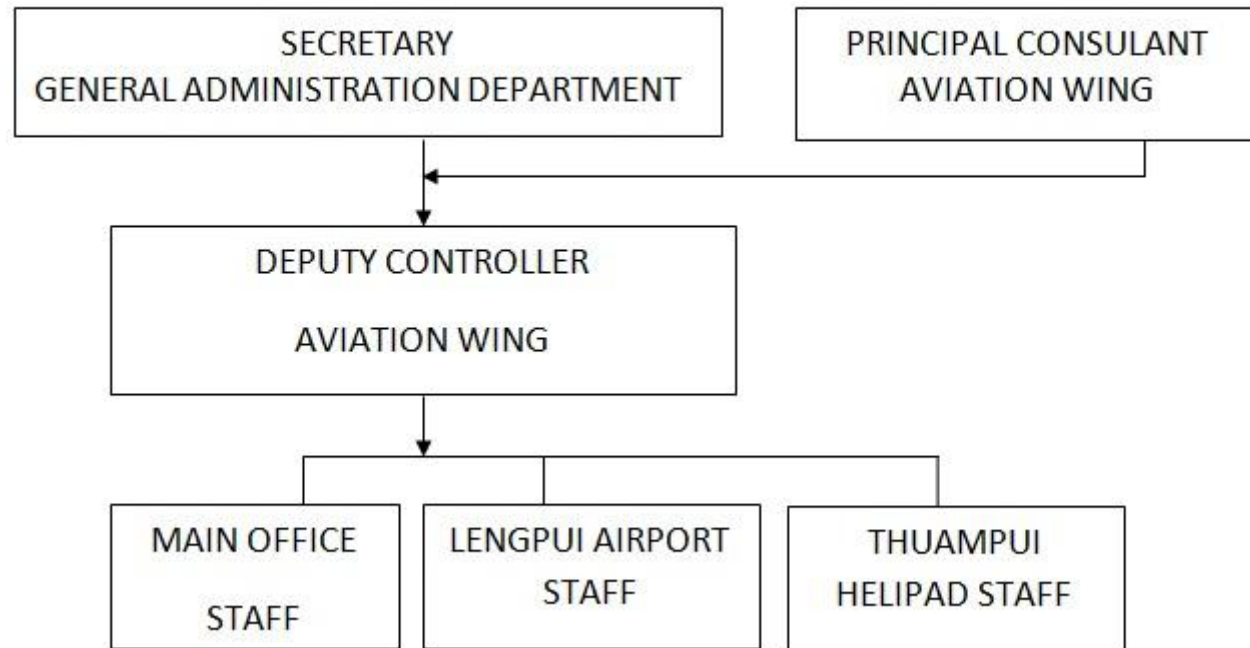 SECRETARY
GENERAL ADMINISTRATION DEPARTMENT
PRINCIPAL CONSULANT
AVIATION WING
DEPUTY CONTROLLER
AVIATION WING
MAIN OFFICE
STAFF
LENGPUI AIRPORT
STAFF
THUAMPUI
HELIPAD STAFF